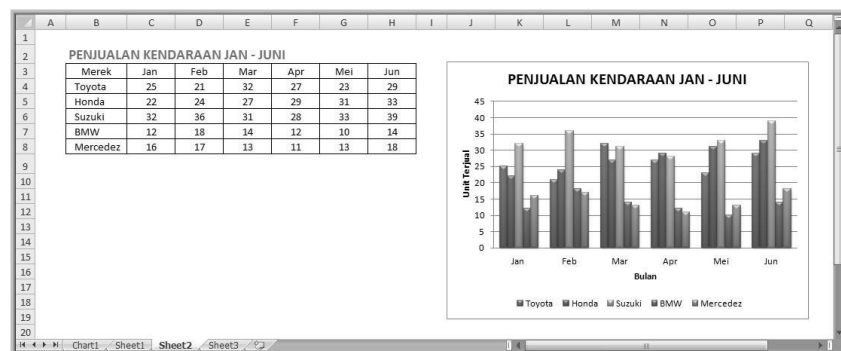 A B C D E F G H I J K L M N O P Q
1
2 PENJUALAN KENDARAAN JAN - JUNI
3 Merek Jan Feb Mar Apr Mei Jun
4 Toyota 25 21 32 27 23 29
5 Honda 22 24 27 29 31 33
6 Suzuki 32 36 31 28 33 39
7 BMW 12 18 14 12 10 14
8 Mercedez 16 17 13 11 13 18
9
10
11
12
13
14
15
16
17
18
19
20
PENJUALAN KENDARAAN JAN - JUNI
45
40
35
30
25
20
15
10
5
0
Unit Terjual
Jan Feb Mar Apr Mei Jun
Bulan
Toyota Honda Suzuki BMW Mercedez
Chart1 Sheet1 Sheet2 Sheet3